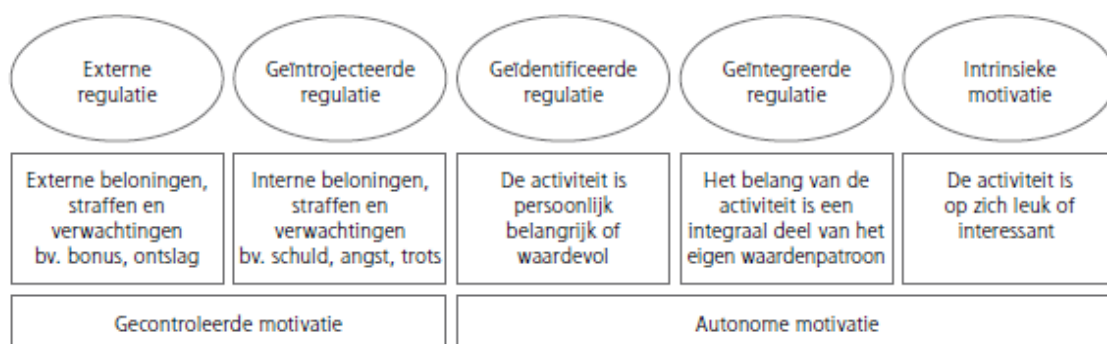 Externe
regulatie
Geïntrojecteerde
regulatie
Geïdentificeerde
regulatie
Geïntegreerde
regulatie
Intrinsieke
motivatie
Externe beloningen,
straffen en
verwachtingen
bv. bonus, ontslag
Interne beloningen,
straffen en
verwachtingen
bv. schuld, angst, trots
De activiteit is
persoonlijk
belangrijk of
waardevol
Het belang van de
activiteit is een
integraal deel van het
eigen waardenpatroon
De activiteit is
op zich leuk of
interessant
Gecontroleerde motivatie
Autonome motivatie